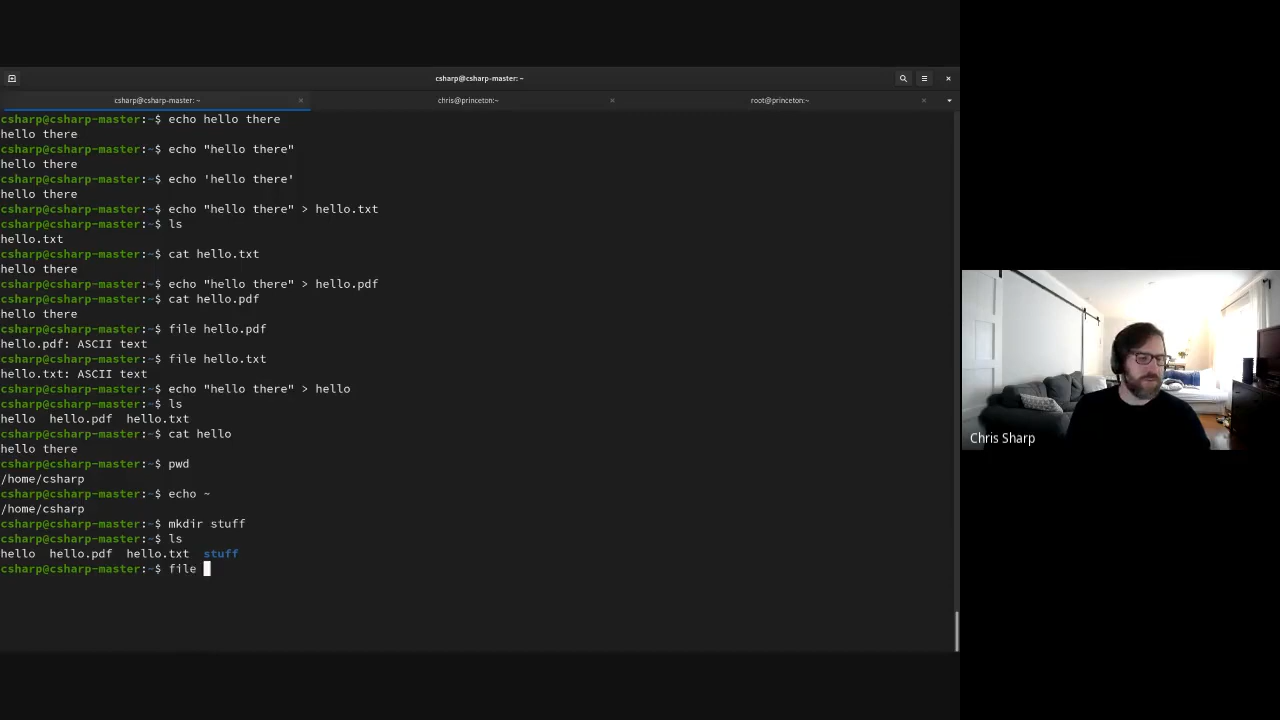 csharp@csharp-master: ~
csharp@csharp-master: ~
chris@princeton:~
root@princeton:~
csharp@csharp-master:~$ echo hello there
hello there
csharp@csharp-master:~$ echo "hello there"
hello there
csharp@csharp-master:~$ echo 'hello there'
hello there
csharp@csharp-master:~$ echo "hello there" > hello.txt
csharp@csharp-master:~$ ls
hello.txt
csharp@csharp-master:~$ cat hello.txt
hello there
csharp@csharp-master:~$ echo "hello there" > hello.pdf
csharp@csharp-master:~$ cat hello.pdf
hello there
csharp@csharp-master:~$ file hello.pdf
hello.pdf: ASCII text
csharp@csharp-master:~$ file hello.txt
hello.txt: ASCII text
csharp@csharp-master:~$ echo "hello there" > hello
csharp@csharp-master:~$ ls
hello  hello.pdf  hello.txt
csharp@csharp-master:~$ cat hello
hello there
csharp@csharp-master:~$ pwd
/home/csharp
csharp@csharp-master:~$ echo ~
/home/csharp
csharp@csharp-master:~$ mkdir stuff
csharp@csharp-master:~$ ls
hello  hello.pdf  hello.txt  stuff
csharp@csharp-master:~$ file
Chris Sharp